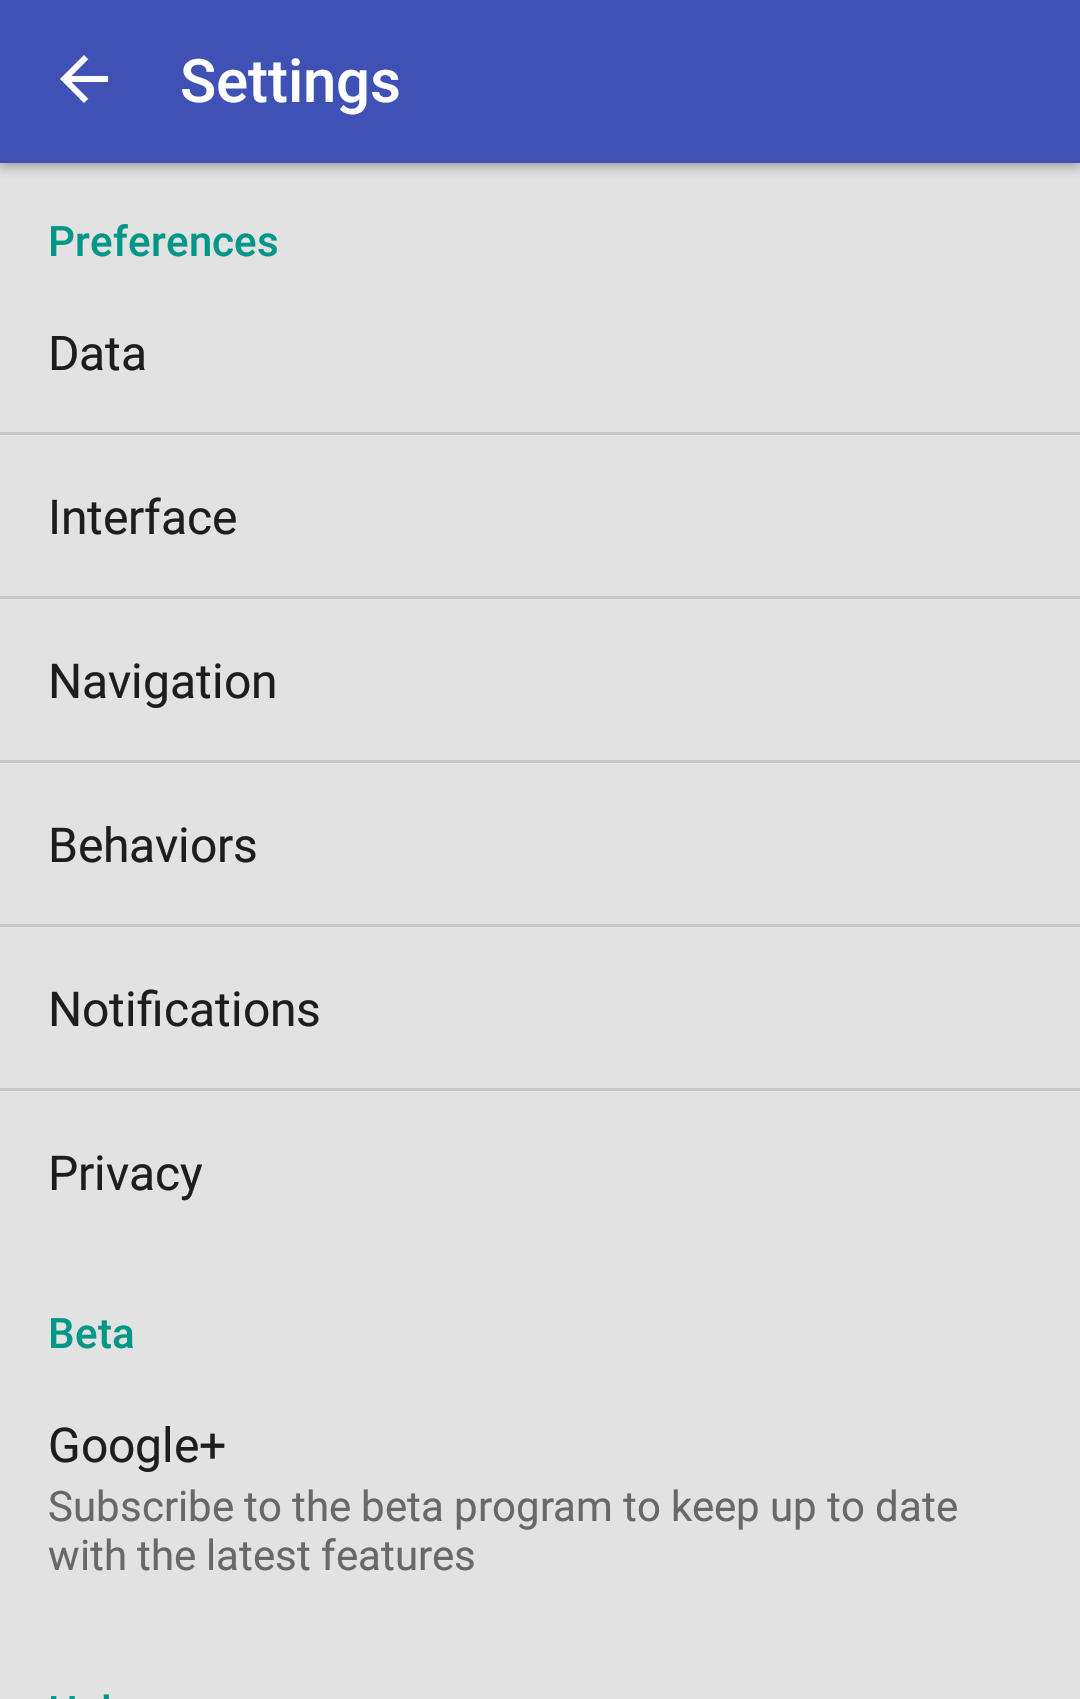 Settings
Preferences
Data
Interface
Navigation
Behaviors
Notifications
Privacy
Beta
Google+
Subscribe to the beta program to keep up to date
with the latest features